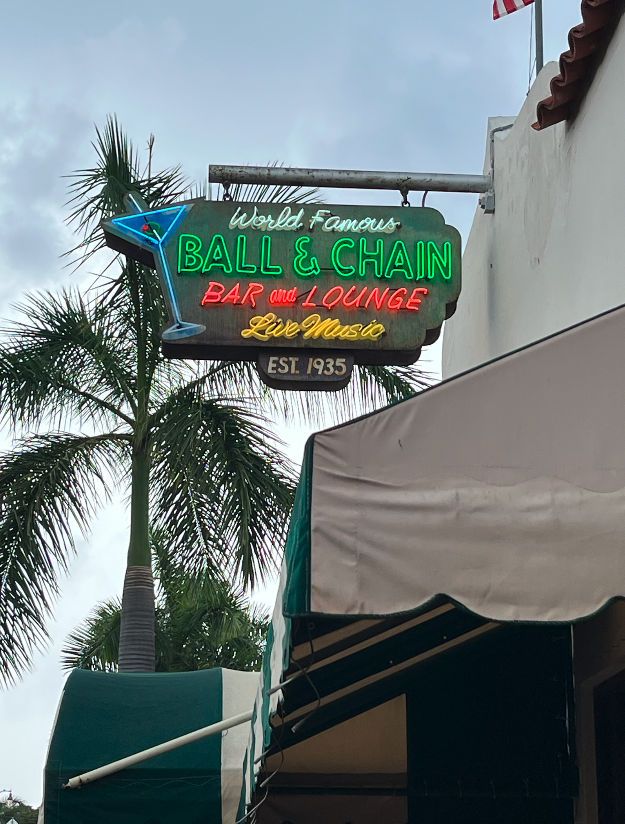 World Famous
BALL & CHAIN
BAR and LOUNGE
Live Music
EST. 1935